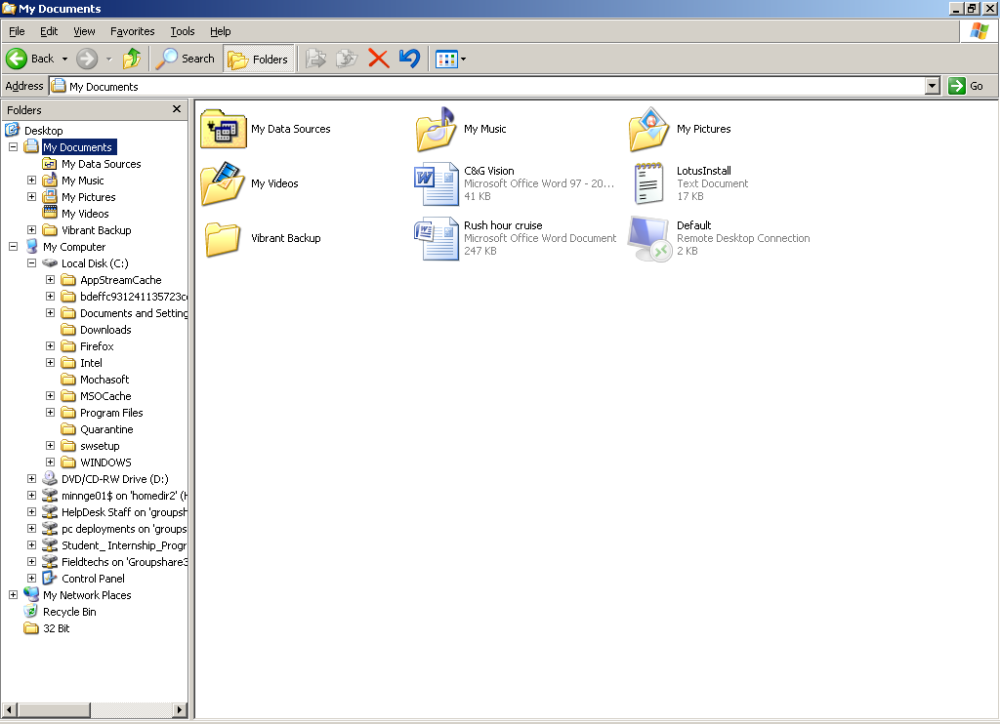 My Documents
File Edit View Favorites Tools Help
Back Search Folders
Address My Documents Go
Folders
Desktop
My Documents
My Data Sources
My Music
My Pictures
My Videos
Vibrant Backup
My Computer
Local Disk (C:)
AppStreamCache
bdeffc931241135723c
Documents and Setting
Downloads
Firefox
Intel
Mochasoft
MSOCache
Program Files
Quarantine
swsetup
WINDOWS
DVD/CD-RW Drive (D:)
minnge01$ on 'homedir2' (H
HelpDesk Staff on 'groupsh
pc deployments on 'groups
Student_ Internship_Progr
Fieldtechs on 'Groupshare3
Control Panel
My Network Places
Recycle Bin
32 Bit
My Data Sources
My Music
My Pictures
My Videos
C&G Vision
Microsoft Office Word 97 - 20...
41 KB
LotusInstall
Text Document
17 KB
Vibrant Backup
Rush hour cruise
Microsoft Office Word Document
247 KB
Default
Remote Desktop Connection
2 KB